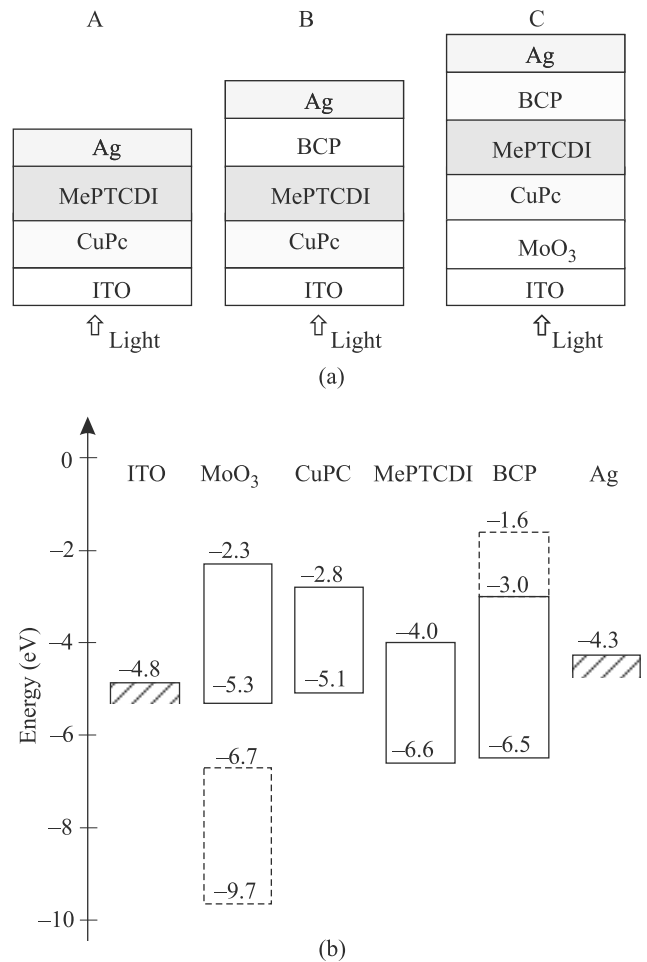 A B C
Ag
BCP
MePTCDI
CuPc
MoO3
ITO
Light
Ag
BCP
MePTCDI
CuPc
ITO
Light
Ag
MePTCDI
CuPc
ITO
Light
(a)
Energy (eV)
0
–2
–4
–6
–8
–10
ITO MoO3 CuPC MePTCDI BCP Ag
–4.8
–2.3
–5.3
–6.7
–9.7
–2.8
–5.1
–4.0
–6.6
–1.6
–3.0
–6.5
–4.3
(b)